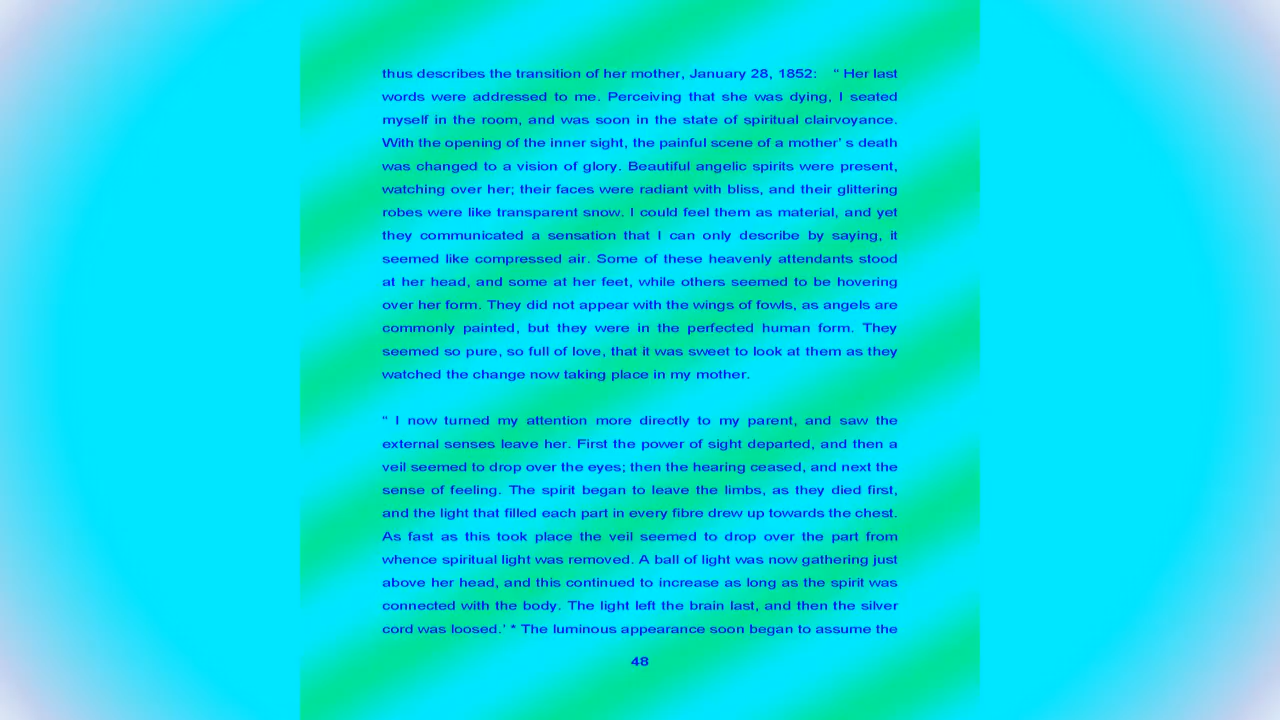 thus describes the transition of her mother, January 28, 1852: " Her last
words were addressed to me. Perceiving that she was dying, I seated
myself in the room, and was soon in the state of spiritual clairvoyance.
With the opening of the inner sight, the painful scene of a mother' s death
was changed to a vision of glory. Beautiful angelic spirits were present,
watching over her; their faces were radiant with bliss, and their glittering
robes were like transparent snow. I could feel them as material, and yet
they communicated a sensation that I can only describe by saying, it
seemed like compressed air. Some of these heavenly attendants stood
at her head, and some at her feet, while others seemed to be hovering
over her form. They did not appear with the wings of fowls, as angels are
commonly painted, but they were in the perfected human form. They
seemed so pure, so full of love, that it was sweet to look at them as they
watched the change now taking place in my mother.
" I now turned my attention more directly to my parent, and saw the
external senses leave her. First the power of sight departed, and then a
veil seemed to drop over the eyes; then the hearing ceased, and next the
sense of feeling. The spirit began to leave the limbs, as they died first,
and the light that filled each part in every fibre drew up towards the chest.
As fast as this took place the veil seemed to drop over the part from
whence spiritual light was removed. A ball of light was now gathering just
above her head, and this continued to increase as long as the spirit was
connected with the body. The light left the brain last, and then the silver
cord was loosed.' * The luminous appearance soon began to assume the
48